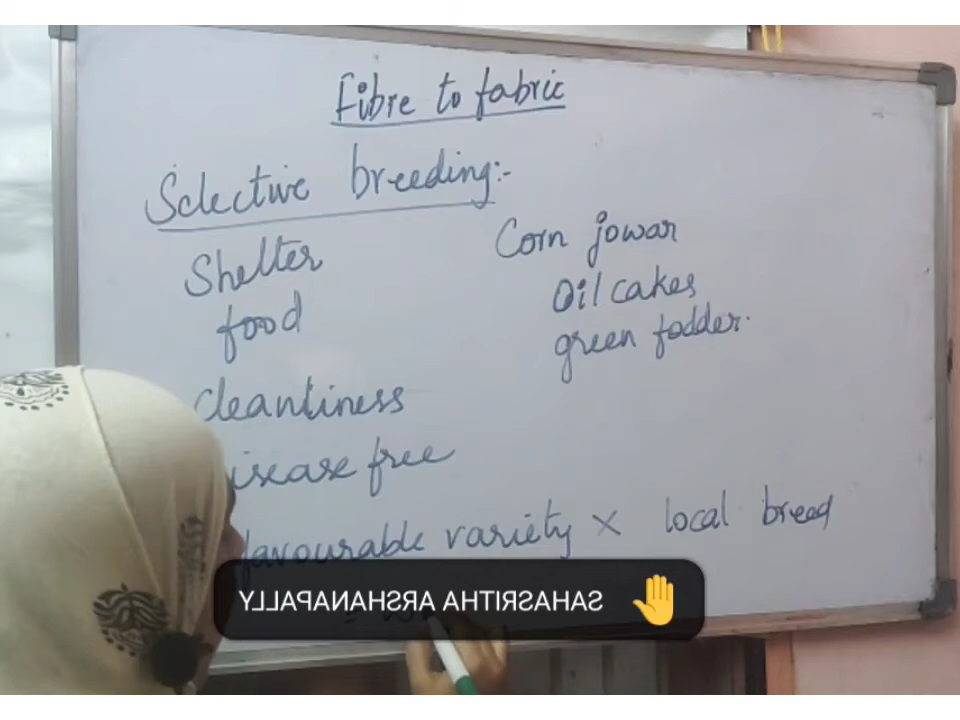 Fibre to fabric
Selective breeding:-
Shelter
food
Corn jowar
Oil cakes
green fodder.
cleanliness
isease free
favourable variety × local breed
SAHASRITHA ARSHANAPALLY